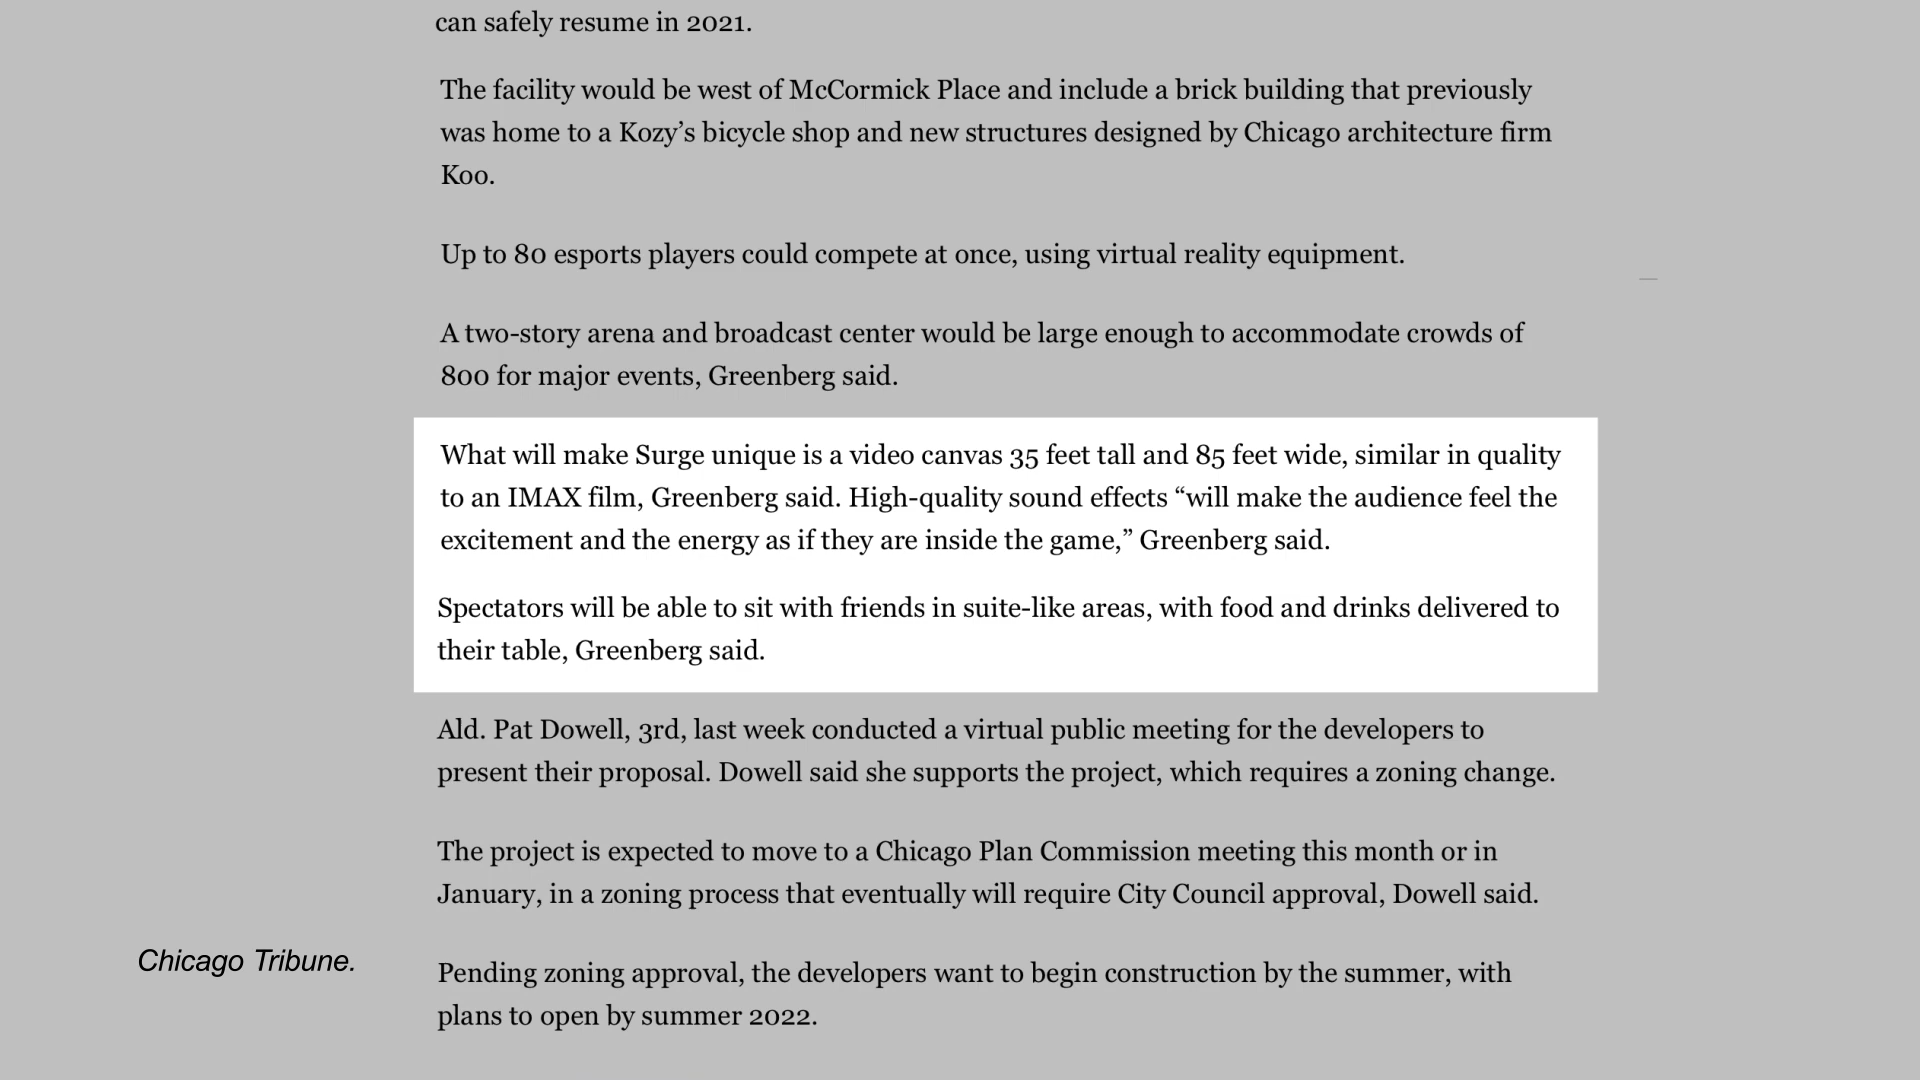 can safely resume in 2021.
The facility would be west of McCormick Place and include a brick building that previously
was home to a Kozy’s bicycle shop and new structures designed by Chicago architecture firm
Koo.
Up to 80 esports players could compete at once, using virtual reality equipment.
A two-story arena and broadcast center would be large enough to accommodate crowds of
800 for major events, Greenberg said.
What will make Surge unique is a video canvas 35 feet tall and 85 feet wide, similar in quality
to an IMAX film, Greenberg said. High-quality sound effects “will make the audience feel the
excitement and the energy as if they are inside the game,” Greenberg said.
Spectators will be able to sit with friends in suite-like areas, with food and drinks delivered to
their table, Greenberg said.
Ald. Pat Dowell, 3rd, last week conducted a virtual public meeting for the developers to
present their proposal. Dowell said she supports the project, which requires a zoning change.
The project is expected to move to a Chicago Plan Commission meeting this month or in
January, in a zoning process that eventually will require City Council approval, Dowell said.
Chicago Tribune.
Pending zoning approval, the developers want to begin construction by the summer, with
plans to open by summer 2022.